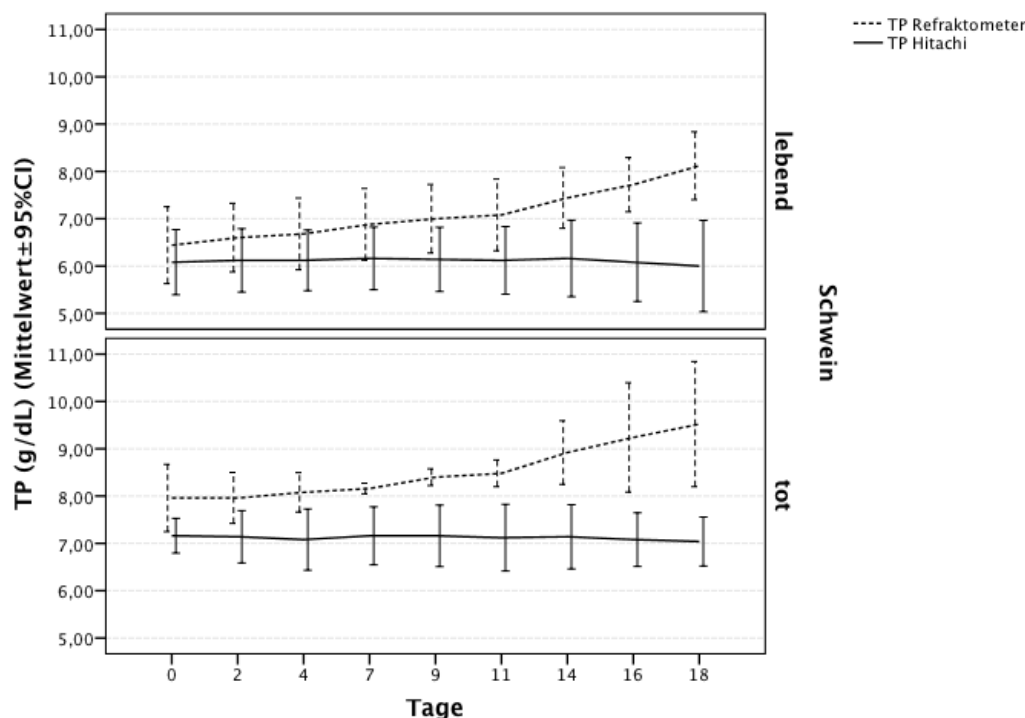 TP Refraktometer
TP Hitachi
TP (g/dL) (Mittelwert±95%CI)
11,00
10,00
9,00
8,00
7,00
6,00
5,00
lebend
11,00
10,00
9,00
8,00
7,00
6,00
5,00
tot
Schwein
0 2 4 7 9 11 14 16 18
Tage